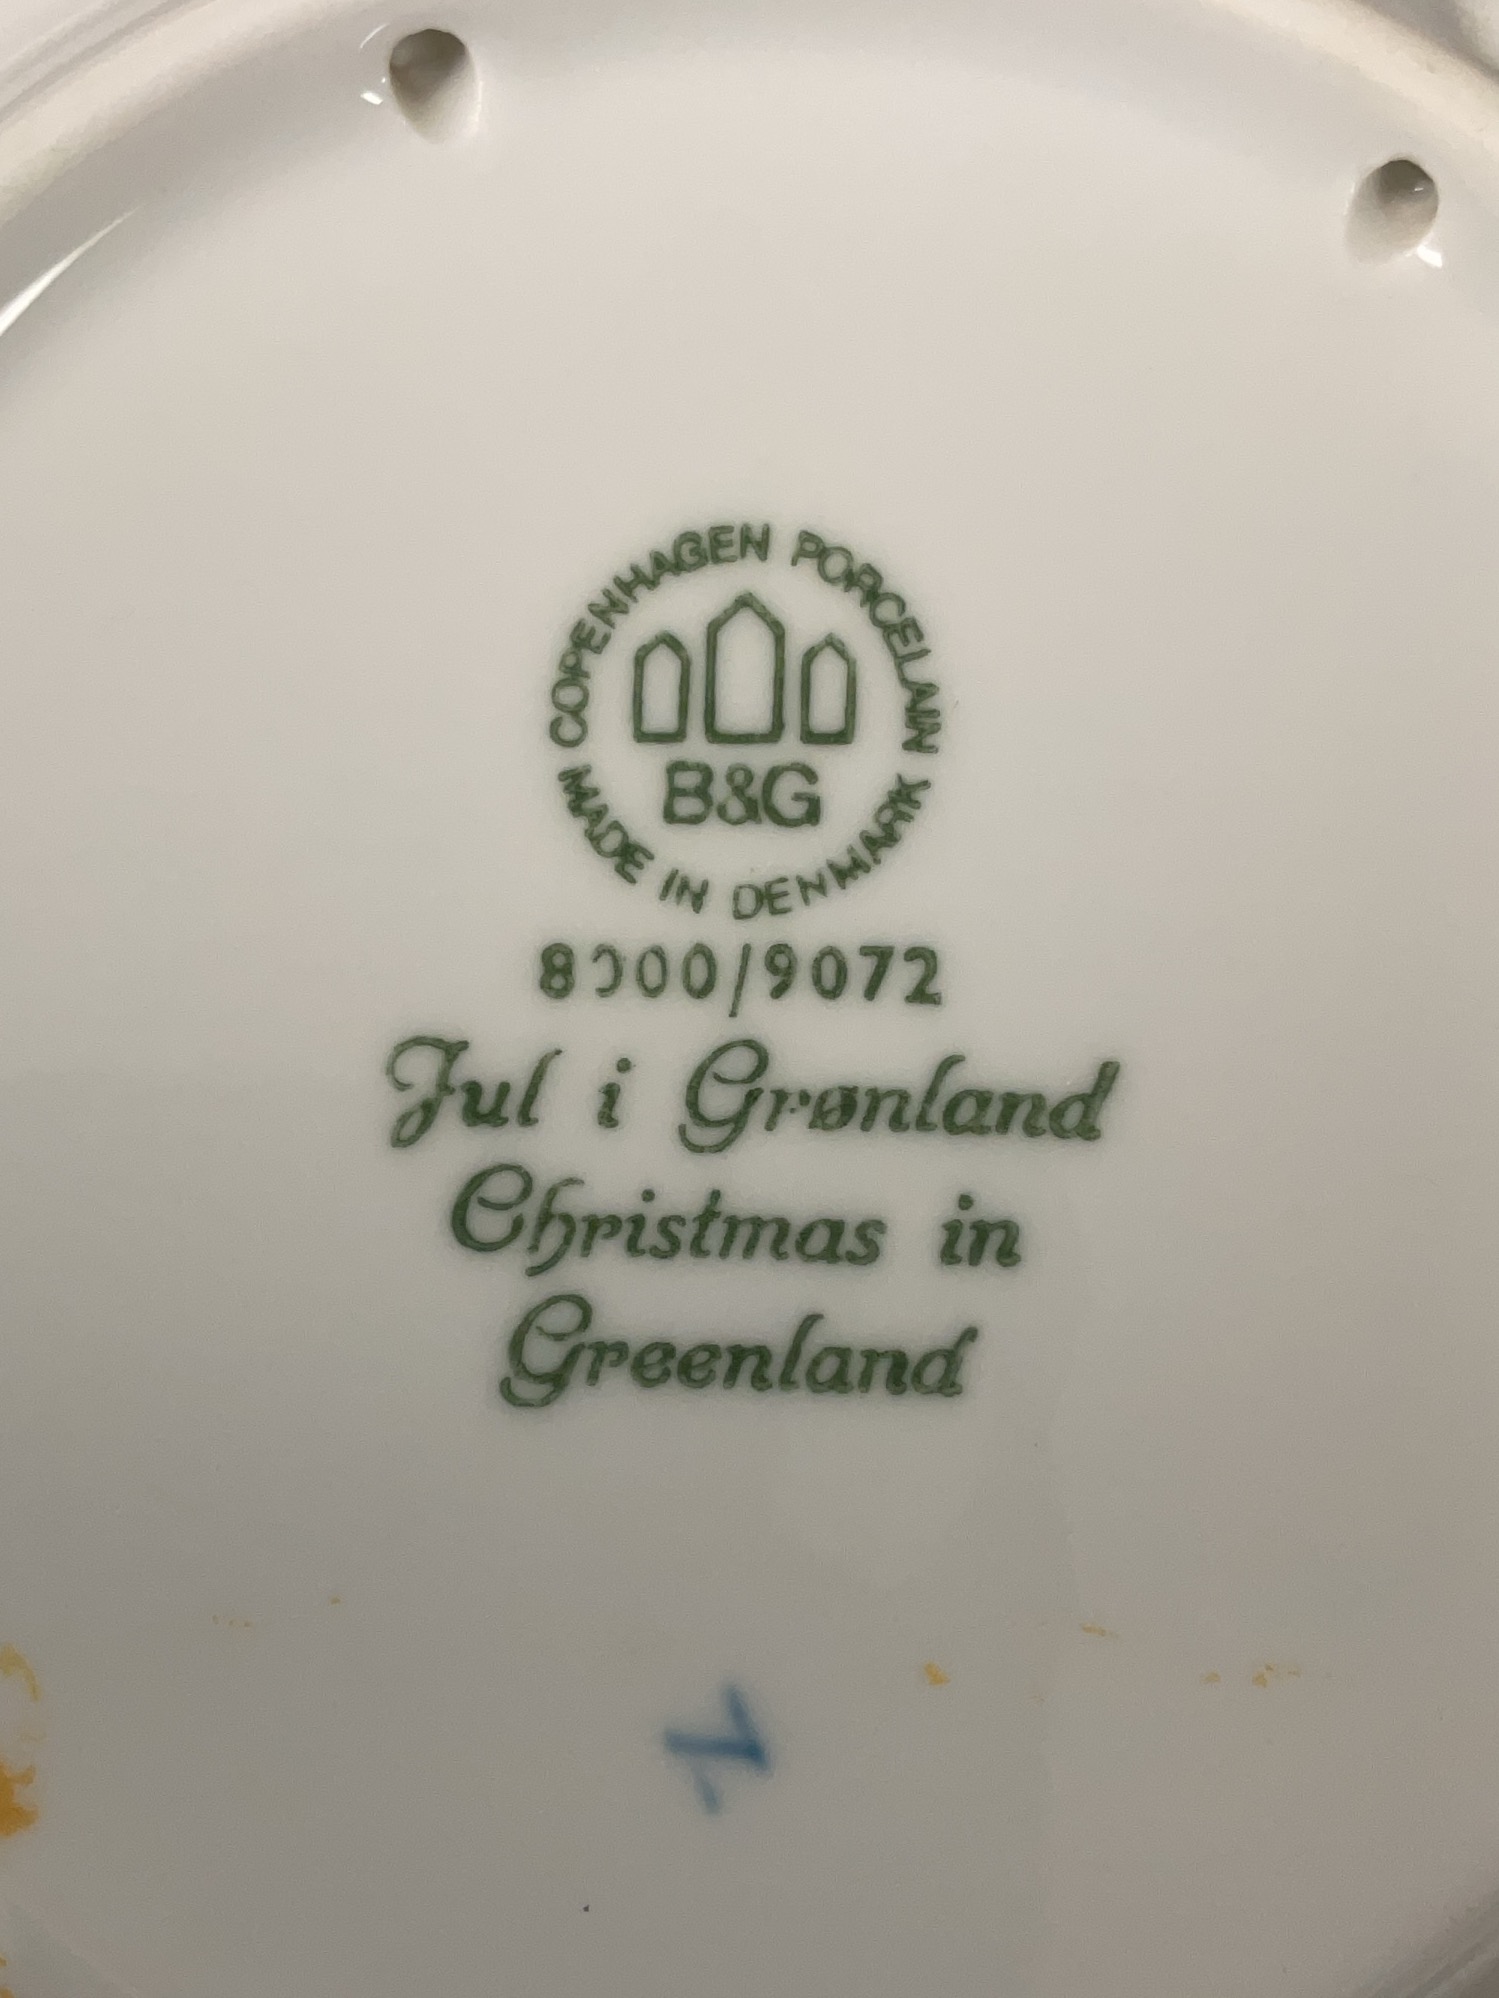 COPENHAGEN PORCELAIN
B&G
MADE IN DENMARK
8000/9072
Jul i Grønland
Christmas in
Greenland